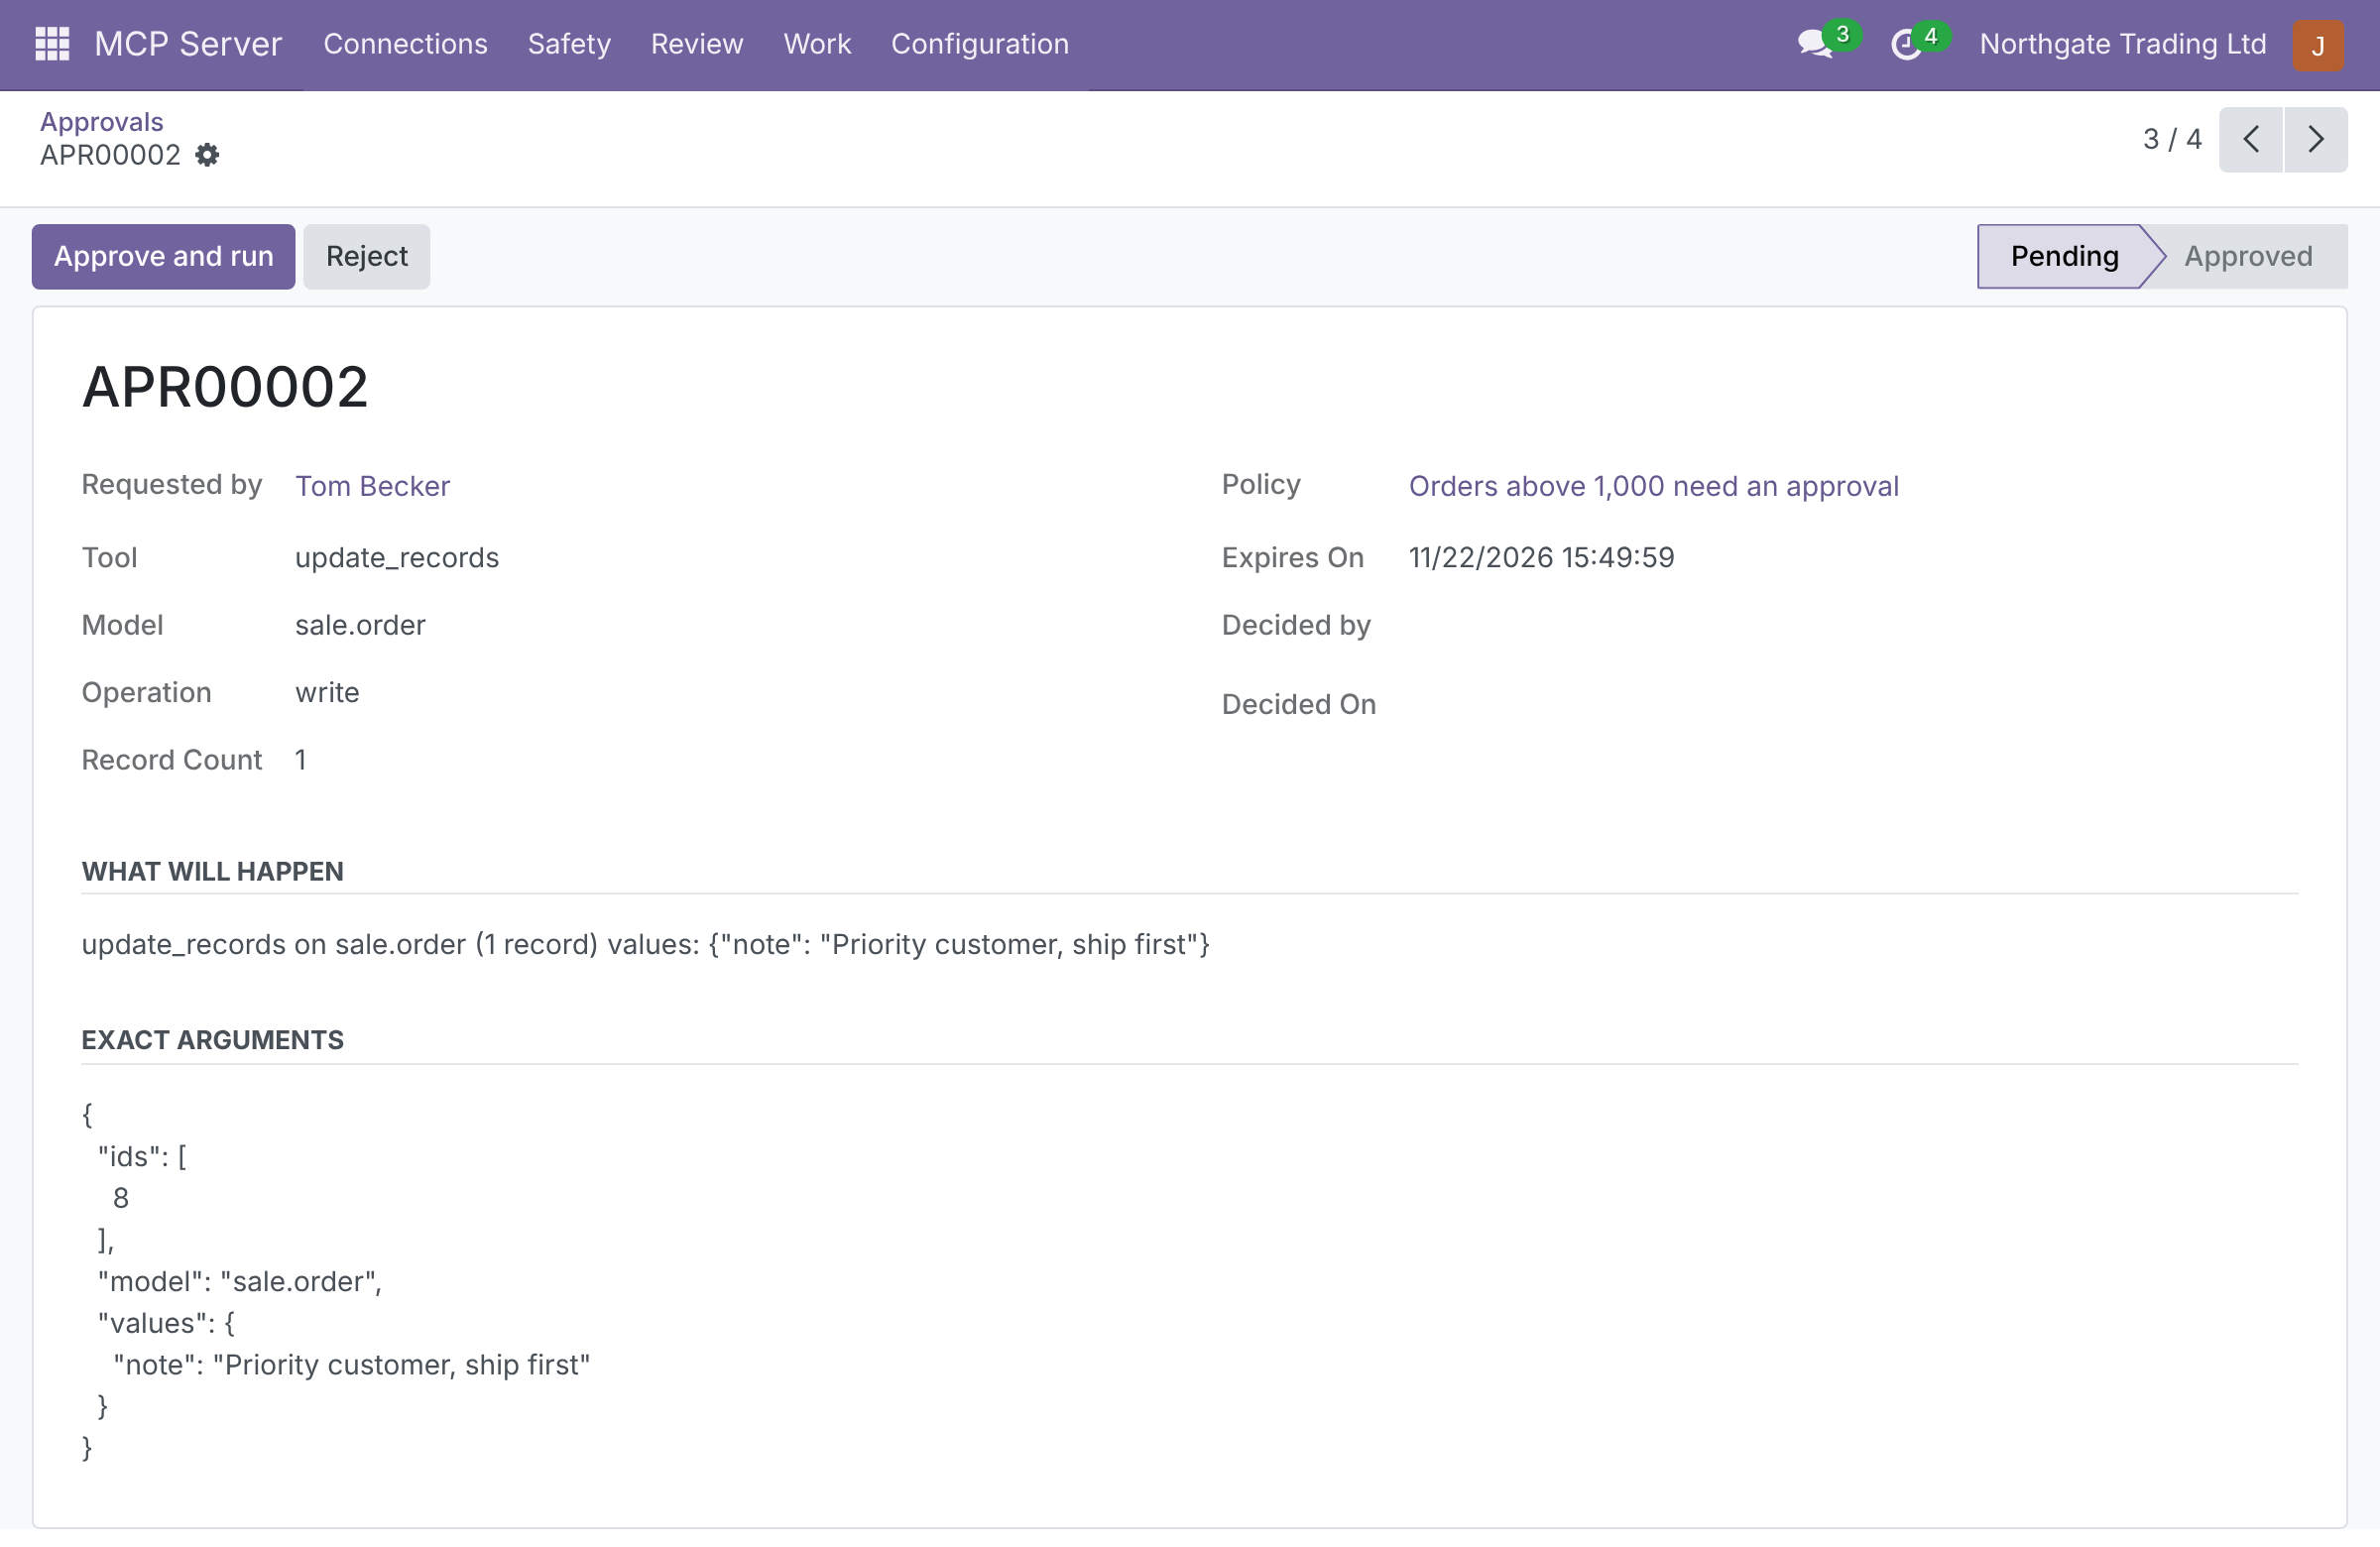 MCP Server Connections Safety Review Work Configuration 3 4 Northgate Trading Ltd J
Approvals
APR00002
3 / 4
Approve and run Reject Pending Approved
APR00002
Requested by Tom Becker Policy Orders above 1,000 need an approval
Tool update_records Expires On 11/22/2026 15:49:59
Model sale.order Decided by
Operation write Decided On
Record Count 1
WHAT WILL HAPPEN
update_records on sale.order (1 record) values: {"note": "Priority customer, ship first"}
EXACT ARGUMENTS
{
"ids": [
8
],
"model": "sale.order",
"values": {
"note": "Priority customer, ship first"
}
}